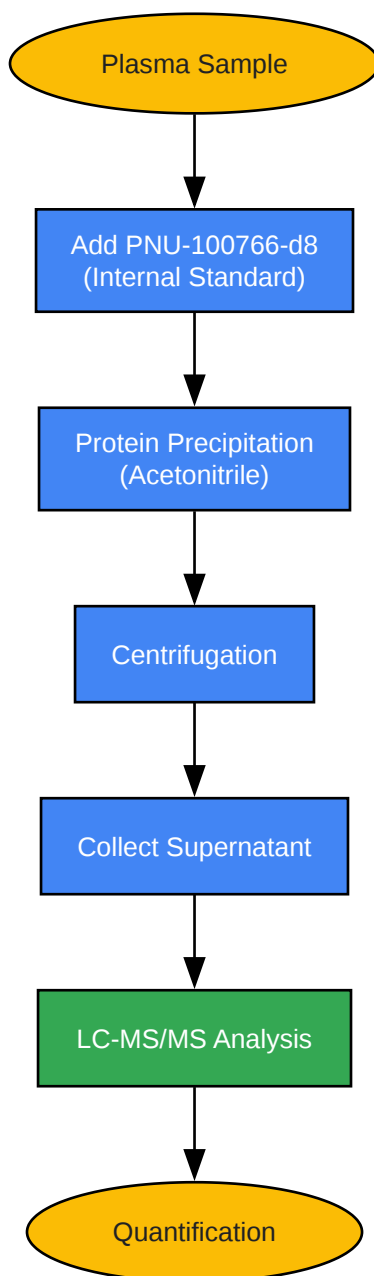 Plasma Sample
Add PNU-100766-d8
(Internal Standard)
Protein Precipitation
(Acetonitrile)
Centrifugation
Collect Supernatant
LC-MS/MS Analysis
Quantification